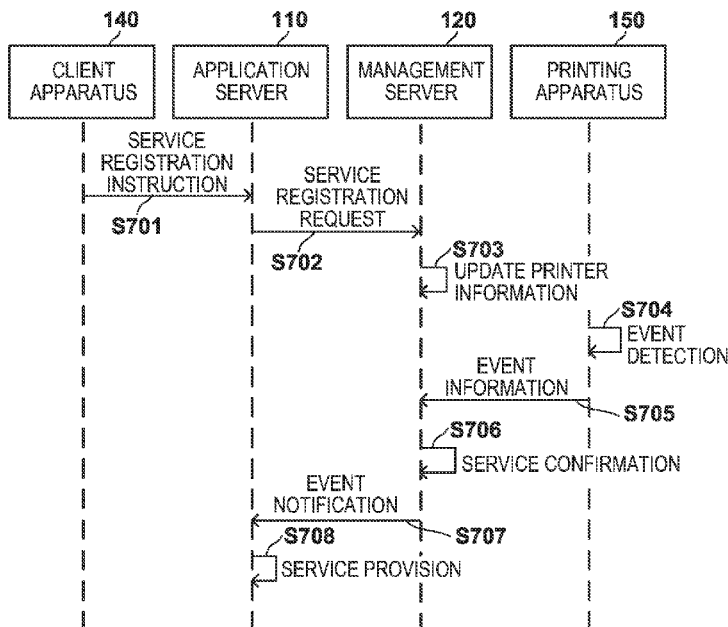 140
110
120
150
CLIENT
APPARATUS
APPLICATION
SERVER
MANAGEMENT
SERVER
PRINTING
APPARATUS
SERVICE
REGISTRATION
INSTRUCTION
S701
SERVICE
REGISTRATION
REQUEST
S702
S703
UPDATE PRINTER
INFORMATION
S704
EVENT
DETECTION
EVENT
INFORMATION
S705
S706
SERVICE CONFIRMATION
EVENT
NOTIFICATION
S707
S708
SERVICE PROVISION